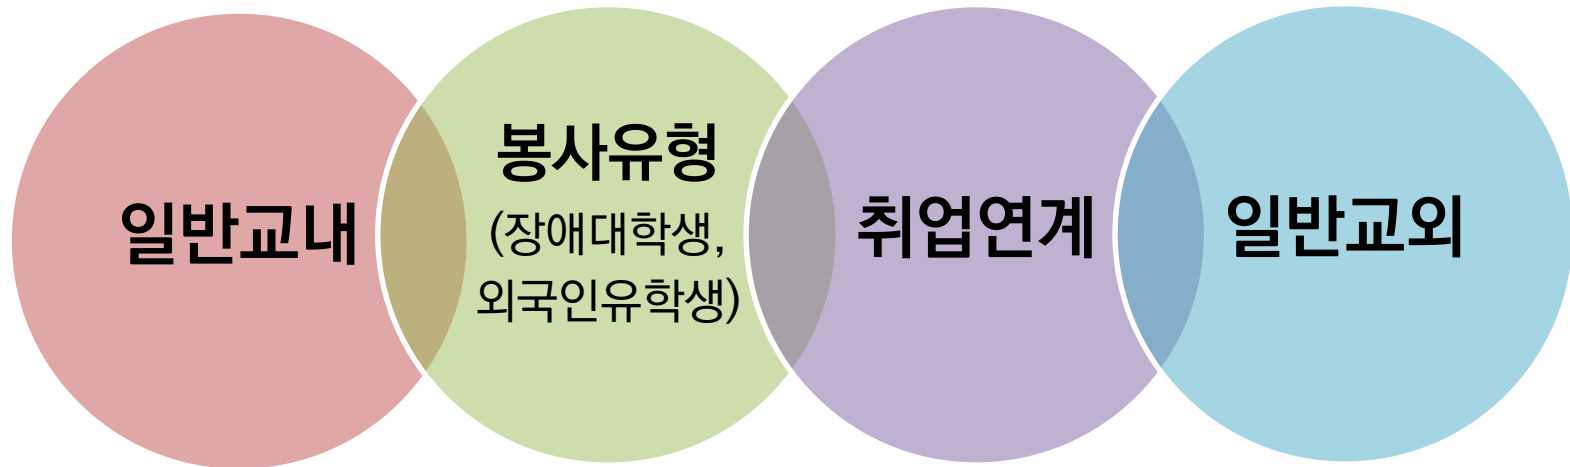 일반교내
봉사유형
(장애대학생,
외국인유학생)
취업연계
일반교외